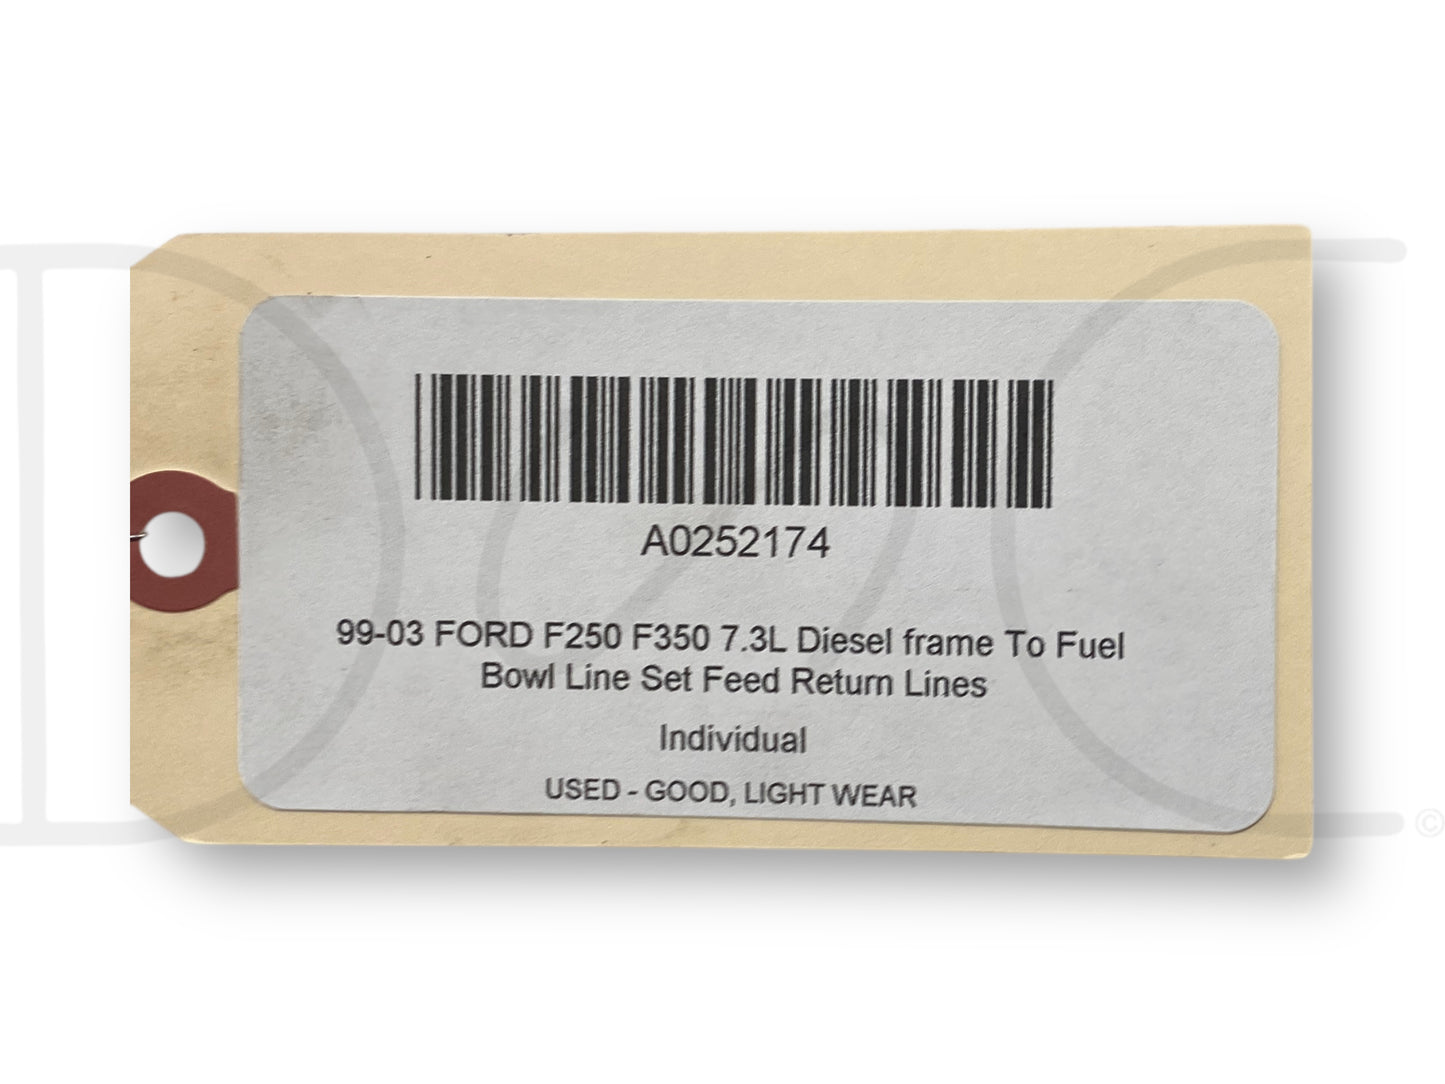 A0252174
99-03 FORD F250 F350 7.3L Diesel frame To Fuel
Bowl Line Set Feed Return Lines
Individual
USED - GOOD, LIGHT WEAR
©